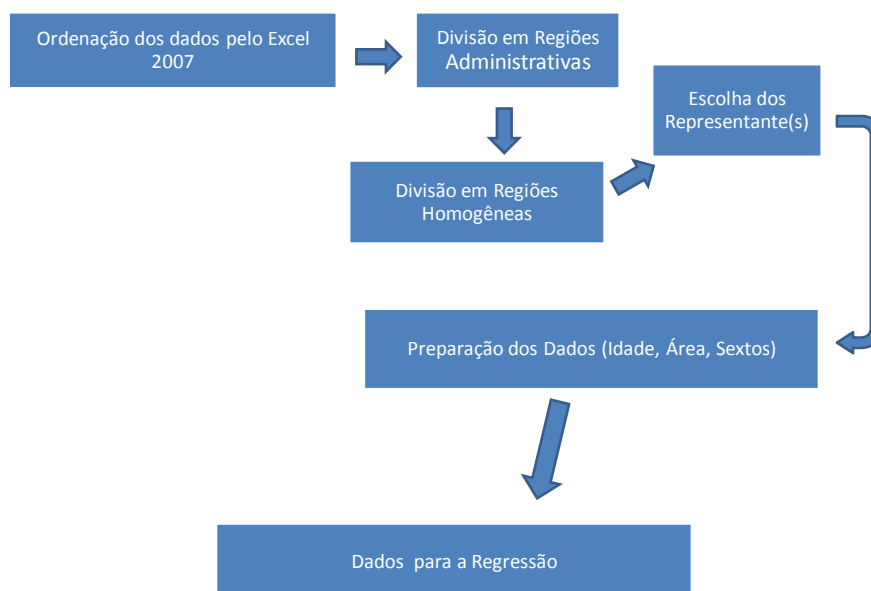 Ordenação dos dados pelo Excel
2007
Divisão em Regiões
Administrativas
Divisão em Regiões
Homogêneas
Escolha dos
Representante(s)
Preparação dos Dados (Idade, Área, Sextos)
Dados para a Regressão